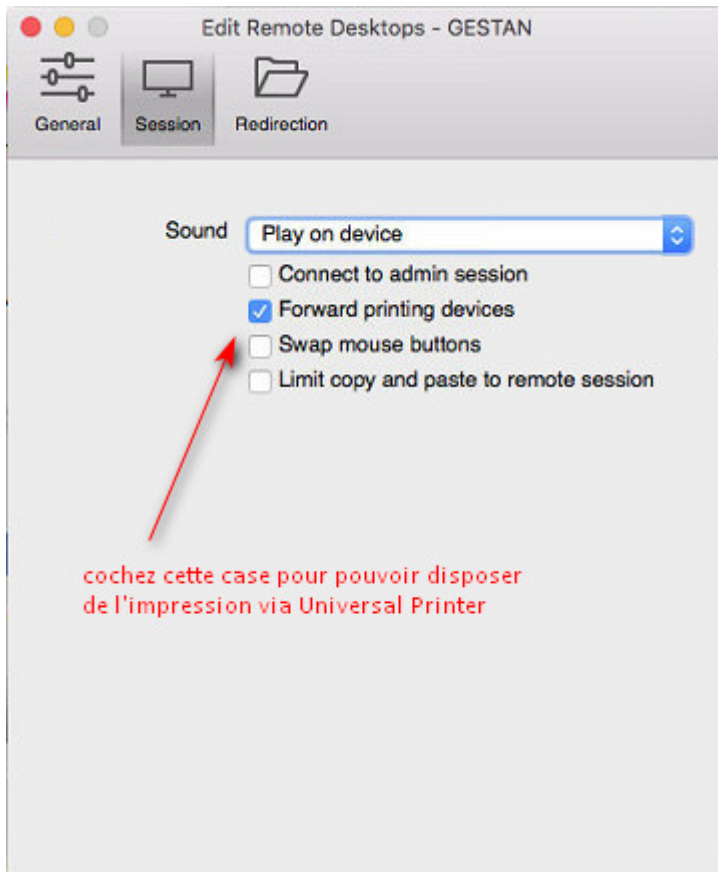 Edit Remote Desktops - GESTAN
General Session Redirection
Sound Play on device
Connect to admin session
Forward printing devices
Swap mouse buttons
Limit copy and paste to remote session
cochez cette case pour pouvoir disposer
de l'impression via Universal Printer